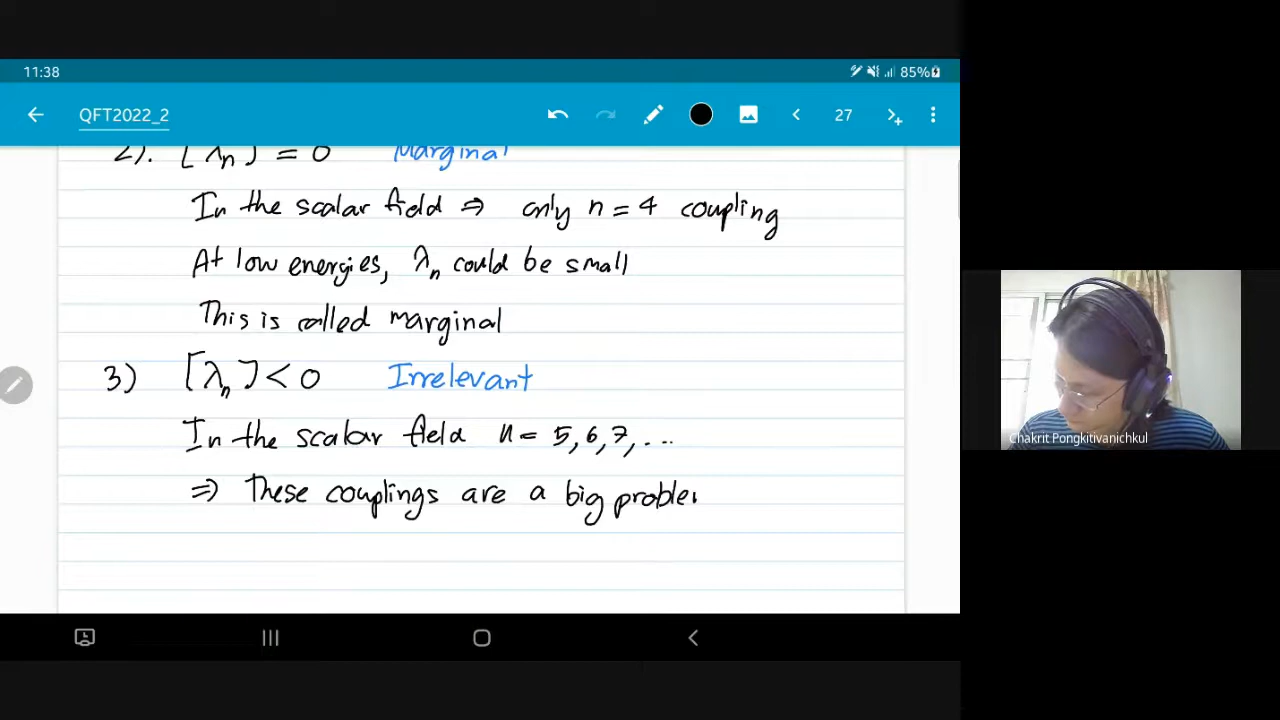 11:38 85%
QFT2022_2 27
2). [λn] = 0 Marginal
In the scalar field ⇒ only n = 4 coupling
At low energies, λn could be small
This is called marginal
3) [λn] < 0 Irrelevant
In the scalar field n = 5, 6, 7, ...
⇒ These couplings are a big proble
Chakrit Pongkitivanichkul